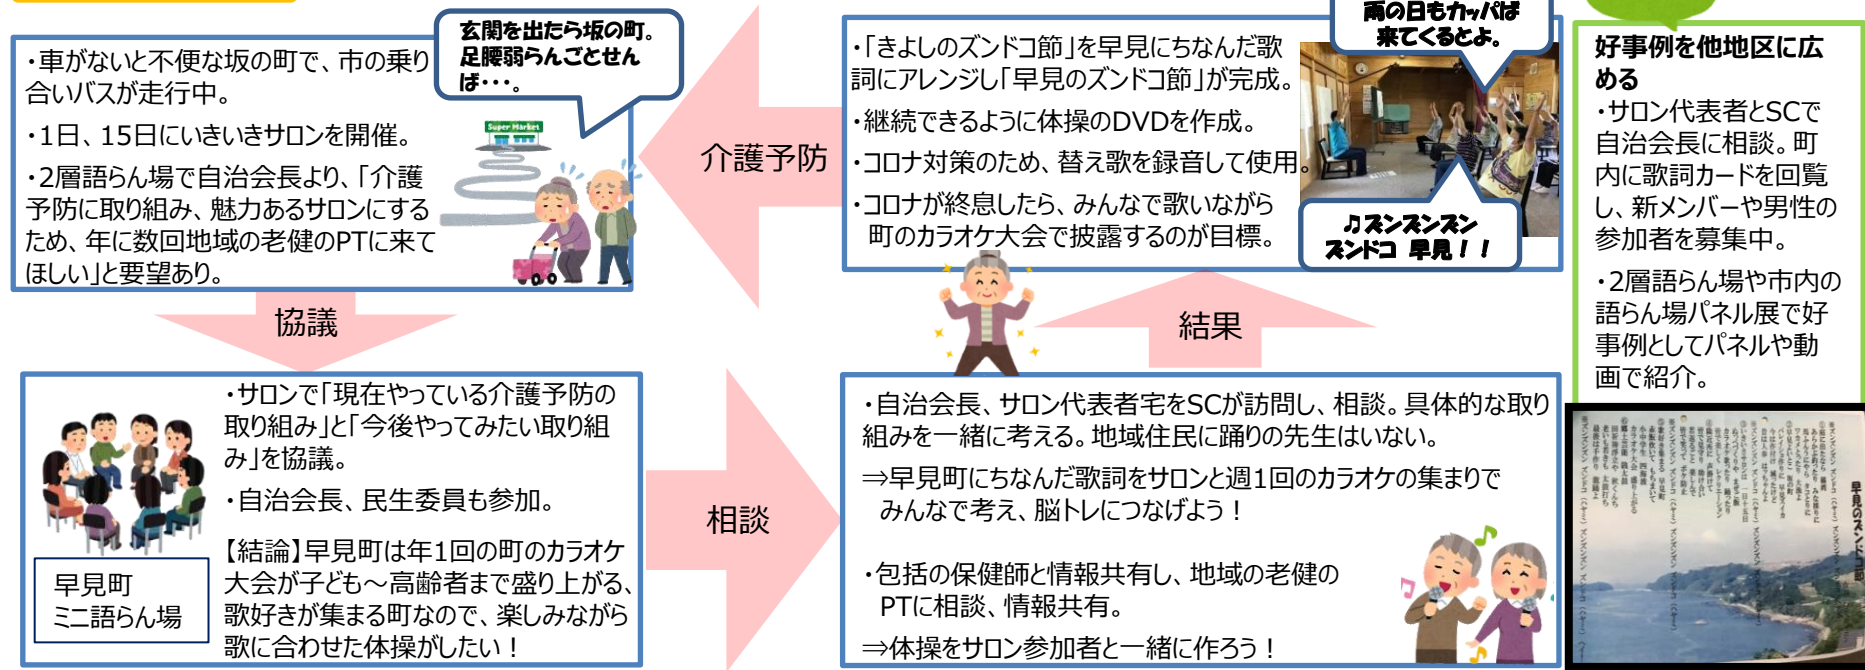 ・車がないと不便な坂の町で、市の乗り
合いバスが走行中。
・1日、15日にいきいきサロンを開催。
・2層語らん場で自治会長より、「介護
予防に取り組み、魅力あるサロンにする
ため、年に数回地域の老健のPTに来て
ほしい」と要望あり。
玄関を出たら坂の町。
足腰弱らんごとせん
ば・・・。
Super Market
協議
早見町
ミニ語らん場
・サロンで「現在やっている介護予防の
取り組み」と「今後やってみたい取り組
み」を協議。
・自治会長、民生委員も参加。
【結論】早見町は年1回の町のカラオケ
大会が子ども～高齢者まで盛り上がる、
歌好きが集まる町なので、楽しみながら
歌に合わせた体操がしたい！
相談
・自治会長、サロン代表者宅をSCが訪問し、相談。具体的な取り
組みを一緒に考える。地域住民に踊りの先生はいない。
⇒早見町にちなんだ歌詞をサロンと週1回のカラオケの集まりで
みんなで考え、脳トレにつなげよう！
・包括の保健師と情報共有し、地域の老健の
PTに相談、情報共有。
⇒体操をサロン参加者と一緒に作ろう！
結果
・「きよしのズンドコ節」を早見にちなんだ歌
詞にアレンジし「早見のズンドコ節」が完成。
・継続できるように体操のDVDを作成。
・コロナ対策のため、替え歌を録音して使用。
・コロナが終息したら、みんなで歌いながら
町のカラオケ大会で披露するのが目標。
雨の日もカッパば
来てくるとよ。
♫ズンズンズン
ズンドコ 早見！！
介護予防
好事例を他地区に広
める
・サロン代表者とSCで
自治会長に相談。町
内に歌詞カードを回覧
し、新メンバーや男性の
参加者を募集中。
・2層語らん場や市内の
語らん場パネル展で好
事例としてパネルや動
画で紹介。
早見のズンドコ節